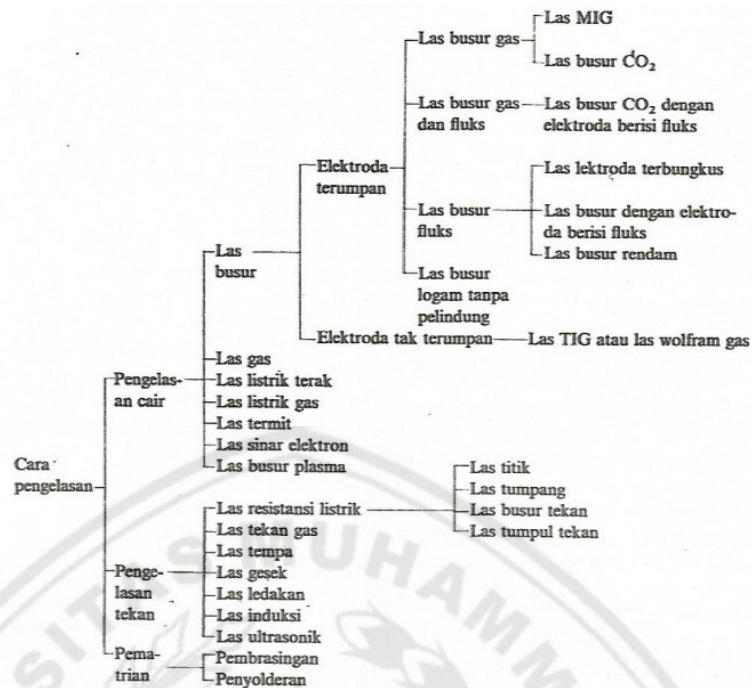 Las MIG
Las busur gas
Las busur CO₂
Las busur gas
dan fluks
Las busur CO₂ dengan
elektroda berisi fluks
Elektroda
terumpan
Las lektroda terbungkus
Las busur
fluks
Las busur dengan elektro-
da berisi fluks
Las busur rendam
Las
busur
Las busur
logam tanpa
pelindung
Elektroda tak terumpan
Las TIG atau las wolfram gas
Las gas
Pengelas-
an cair
Las listrik terak
Las listrik gas
Las termit
Las sinar elektron
Las busur plasma
Cara
pengelasan
Las resistansi listrik
Las titik
Las tumpang
Las busur tekan
Las tumpul tekan
Las tekan gas
Las tempa
Penge-
lasan
tekan
Las gesek
Las ledakan
Las induksi
Las ultrasonik
Pema-
trian
Pembrasingan
Penyolderan
SITAS MUHAMM